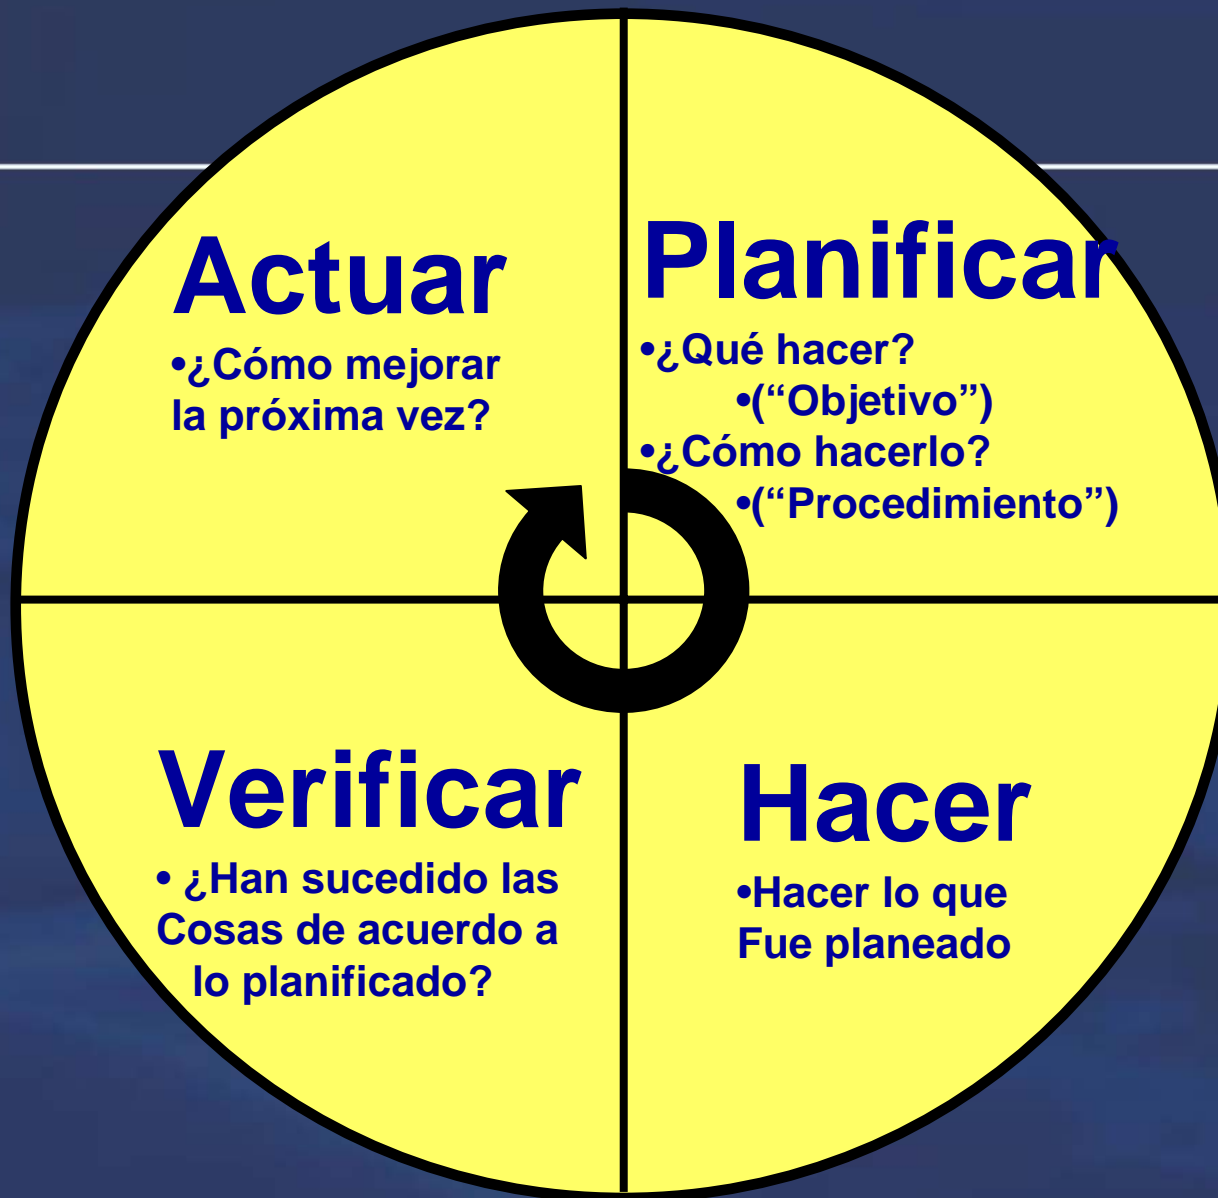 Actuar
•¿Cómo mejorar
la próxima vez?
Planificar
•¿Qué hacer?
•(“Objetivo”)
•¿Cómo hacerlo?
•(“Procedimiento”)
Verificar
• ¿Han sucedido las
Cosas de acuerdo a
lo planificado?
Hacer
•Hacer lo que
Fue planeado